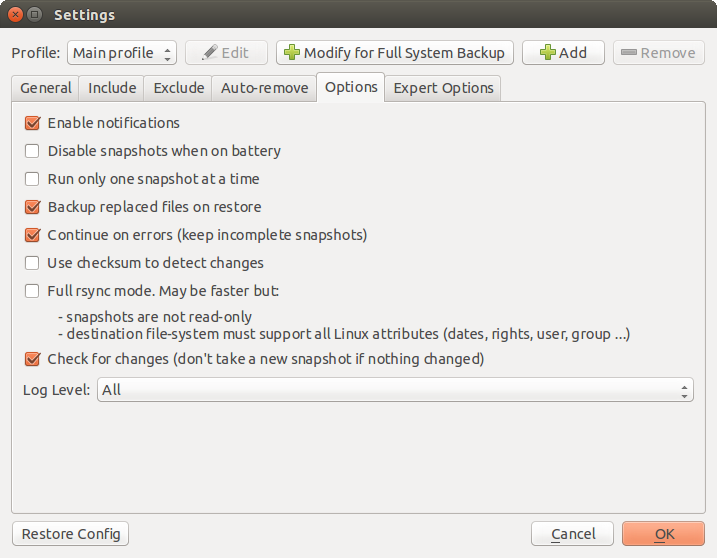 Settings
Profile: Main profile Edit Modify for Full System Backup Add Remove
General Include Exclude Auto-remove Options Expert Options
Enable notifications
Disable snapshots when on battery
Run only one snapshot at a time
Backup replaced files on restore
Continue on errors (keep incomplete snapshots)
Use checksum to detect changes
Full rsync mode. May be faster but:
- snapshots are not read-only
- destination file-system must support all Linux attributes (dates, rights, user, group ...)
Check for changes (don't take a new snapshot if nothing changed)
Log Level: All
Restore Config Cancel OK